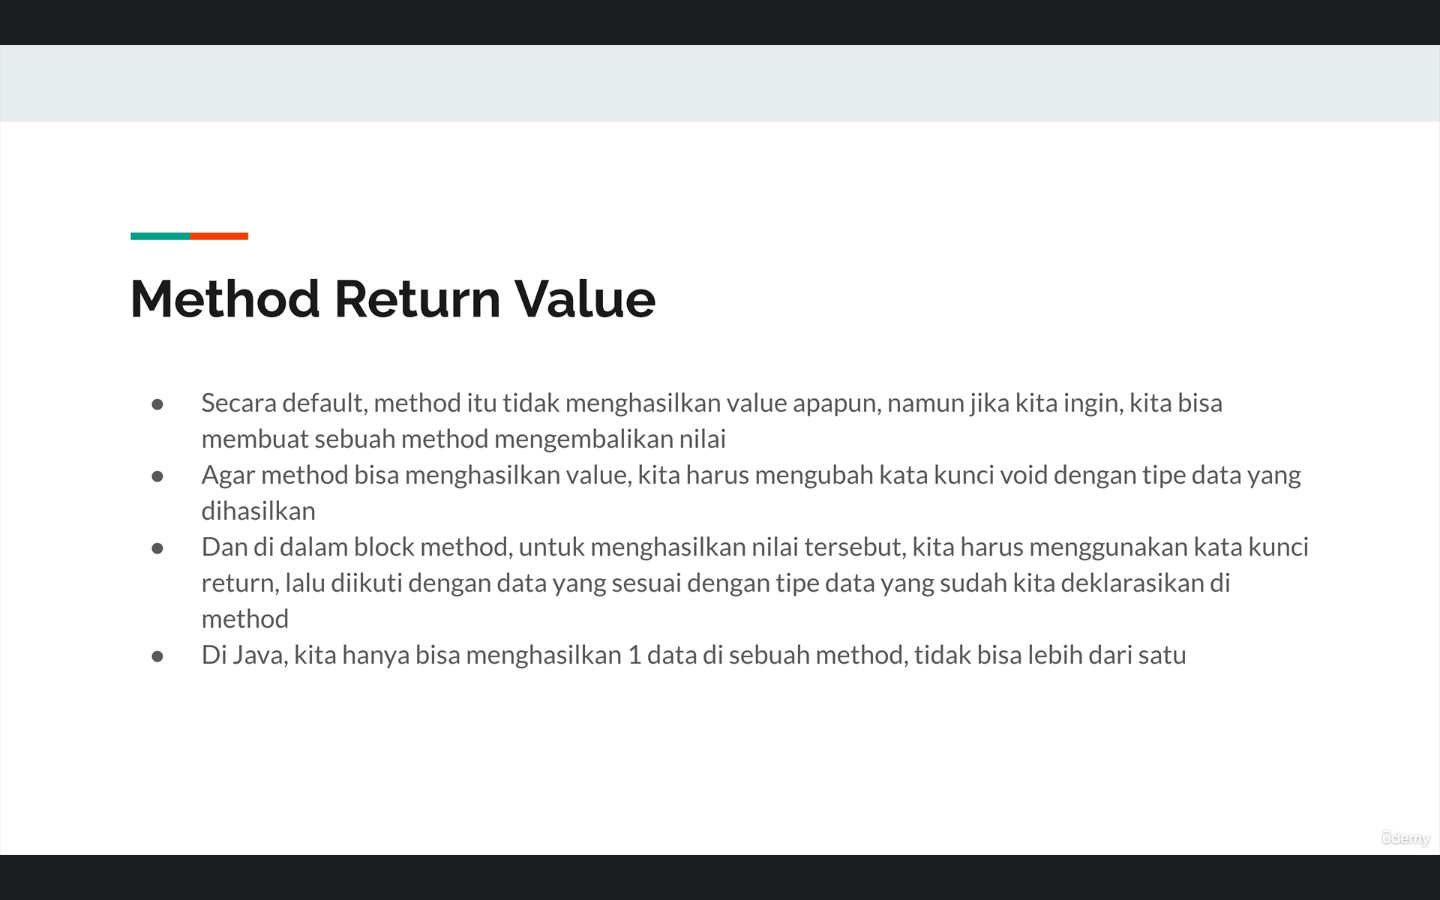 Method Return Value
● Secara default, method itu tidak menghasilkan value apapun, namun jika kita ingin, kita bisa
membuat sebuah method mengembalikan nilai
● Agar method bisa menghasilkan value, kita harus mengubah kata kunci void dengan tipe data yang
dihasilkan
● Dan di dalam block method, untuk menghasilkan nilai tersebut, kita harus menggunakan kata kunci
return, lalu diikuti dengan data yang sesuai dengan tipe data yang sudah kita deklarasikan di
method
● Di Java, kita hanya bisa menghasilkan 1 data di sebuah method, tidak bisa lebih dari satu
ûdemy